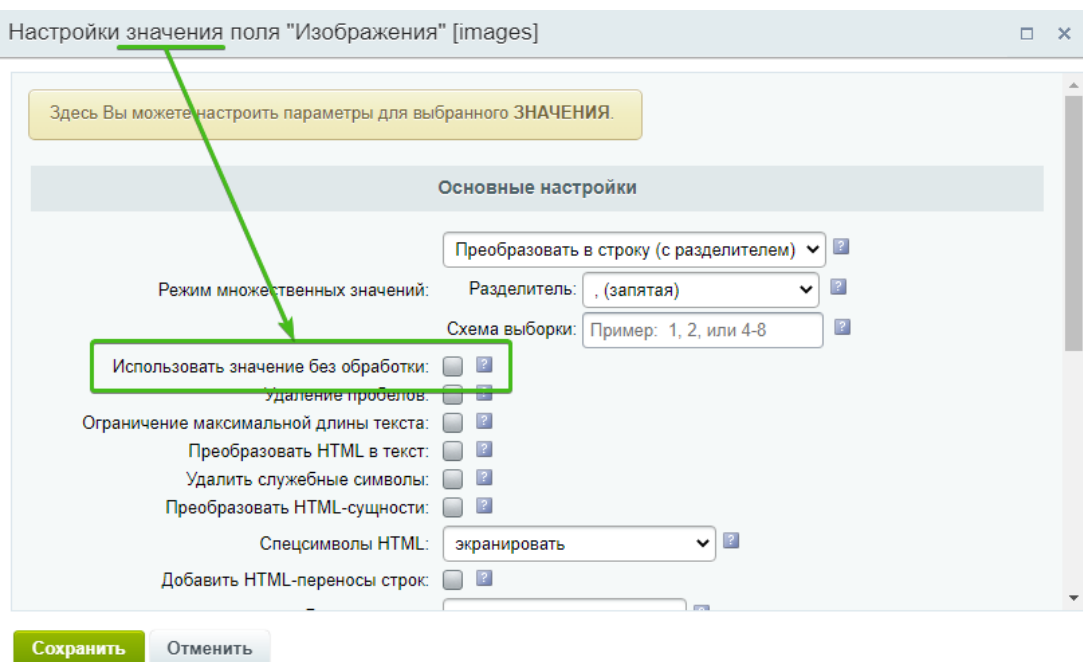 Настройки значения поля "Изображения" [images]
Здесь Вы можете настроить параметры для выбранного ЗНАЧЕНИЯ.
Основные настройки
Преобразовать в строку (с разделителем) ?
Режим множественных значений: Разделитель: , (запятая) ?
Схема выборки: Пример: 1, 2, или 4-8 ?
Использовать значение без обработки: ?
Удаление пробелов: ?
Ограничение максимальной длины текста: ?
Преобразовать HTML в текст: ?
Удалить служебные символы: ?
Преобразовать HTML-сущности: ?
Спецсимволы HTML: экранировать ?
Добавить HTML-переносы строк: ?
Сохранить Отменить